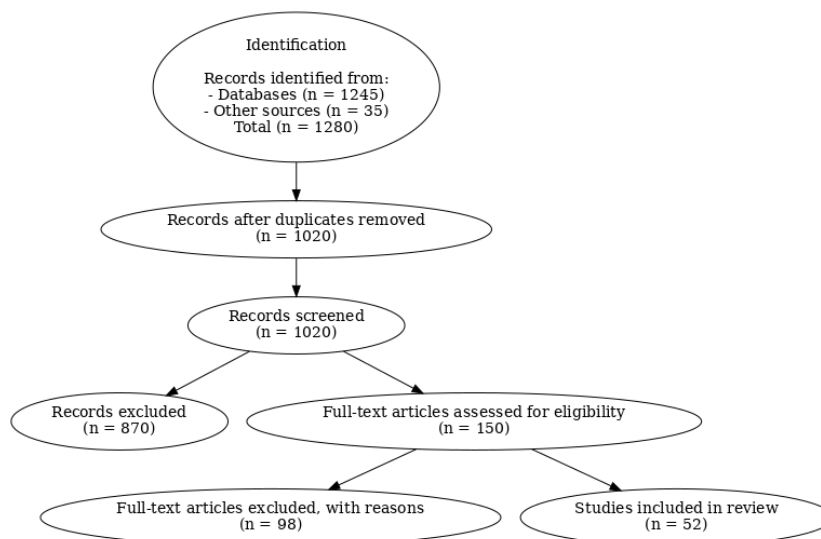 Identification
Records identified from:
- Databases (n = 1245)
- Other sources (n = 35)
Total (n = 1280)
Records after duplicates removed
(n = 1020)
Records screened
(n = 1020)
Records excluded
(n = 870)
Full-text articles assessed for eligibility
(n = 150)
Full-text articles excluded, with reasons
(n = 98)
Studies included in review
(n = 52)